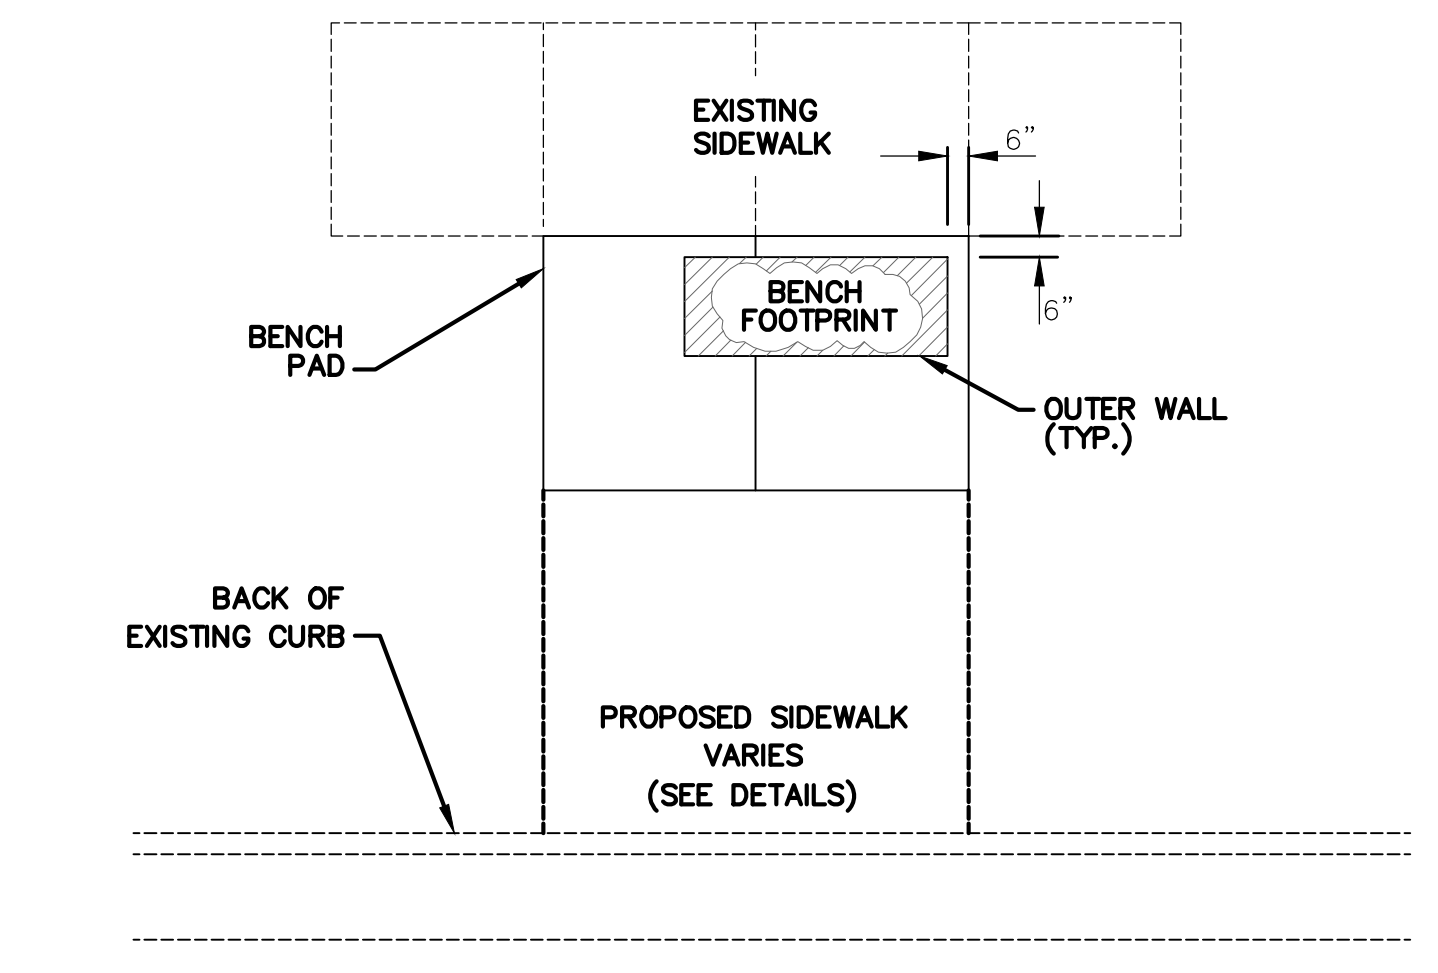 EXISTING
SIDEWALK
6"
BENCH
FOOTPRINT
6"
BENCH
PAD
OUTER WALL
(TYP.)
BACK OF
EXISTING CURB
PROPOSED SIDEWALK
VARIES
(SEE DETAILS)